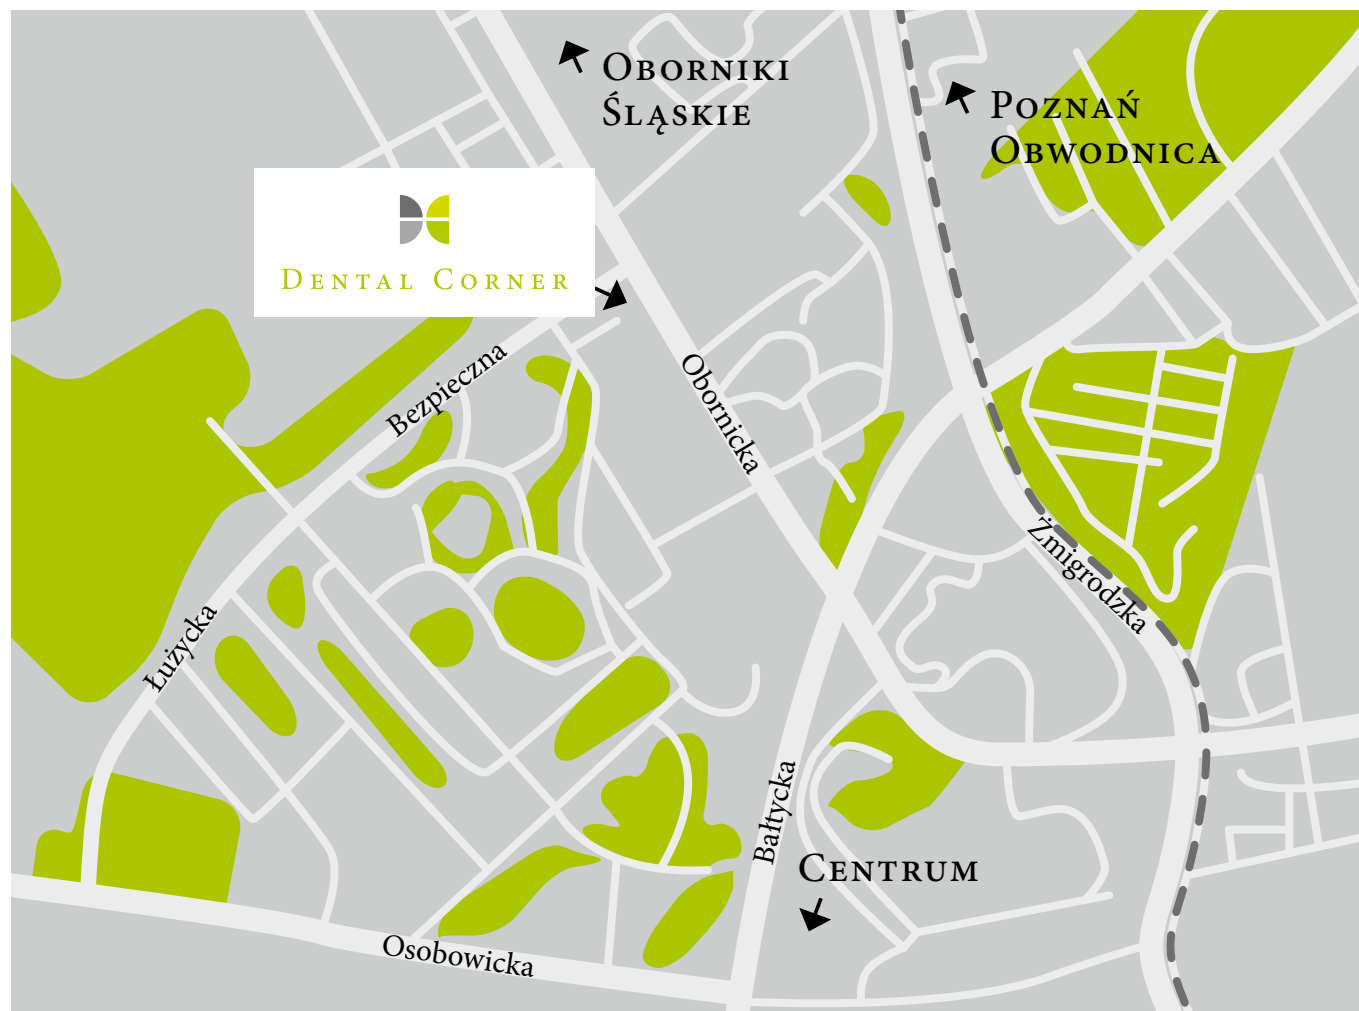 OBORNIKI
ŚLĄSKIE
POZNAŃ
OBWODNICA
DENTAL CORNER
Bezpieczna
Obornicka
Żmigrodzka
Łużycka
Bałtycka
CENTRUM
Osobowicka